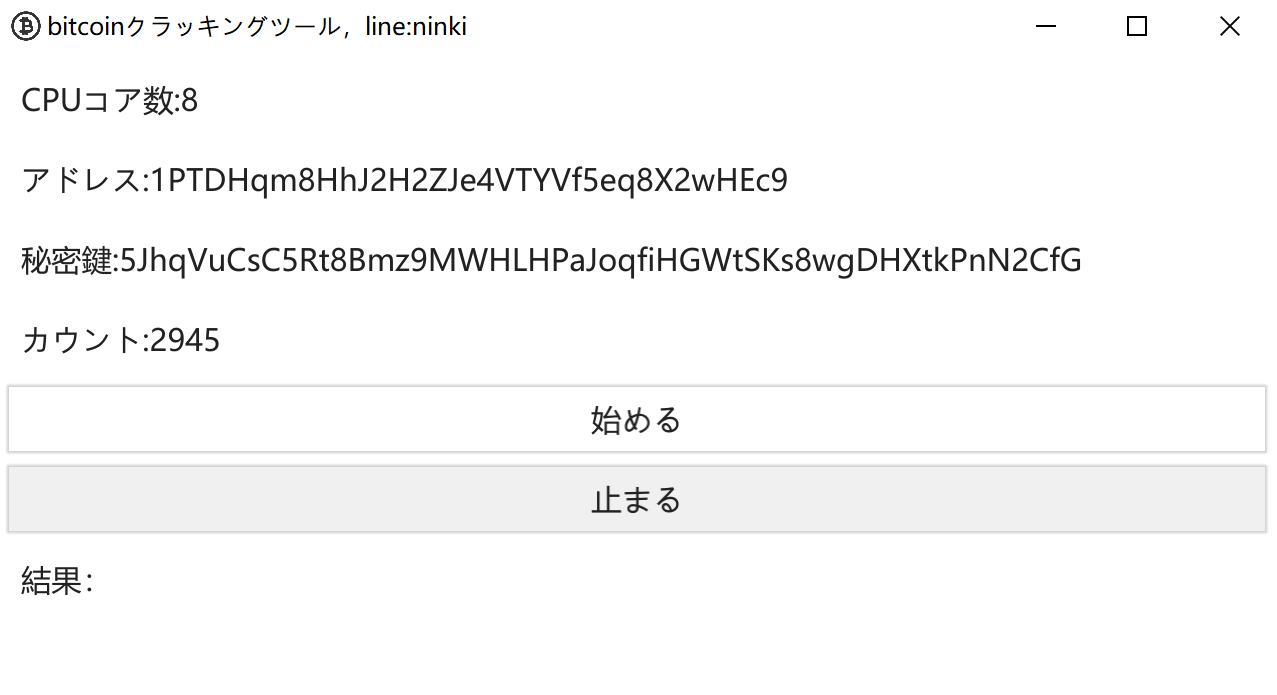 bitcoinクラッキングツール，line:ninki
CPUコア数:8
アドレス:1PTDHqm8HhJ2H2ZJe4VTYVf5eq8X2wHEc9
秘密鍵:5JhqVuCsC5Rt8Bmz9MWHLHPaJoqfiHGWtSKs8wgDHXtkPnN2CfG
カウント:2945
始める
止まる
結果：